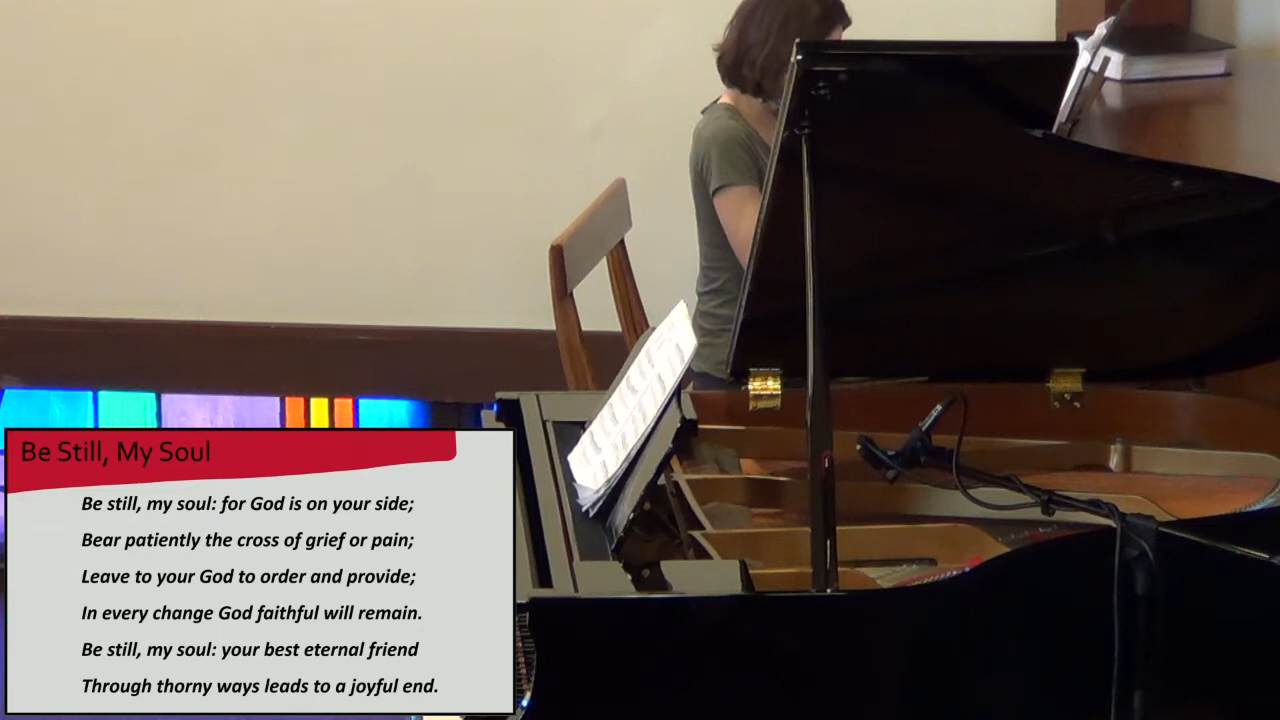 Be Still, My Soul
Be still, my soul: for God is on your side;
Bear patiently the cross of grief or pain;
Leave to your God to order and provide;
In every change God faithful will remain.
Be still, my soul: your best eternal friend
Through thorny ways leads to a joyful end.